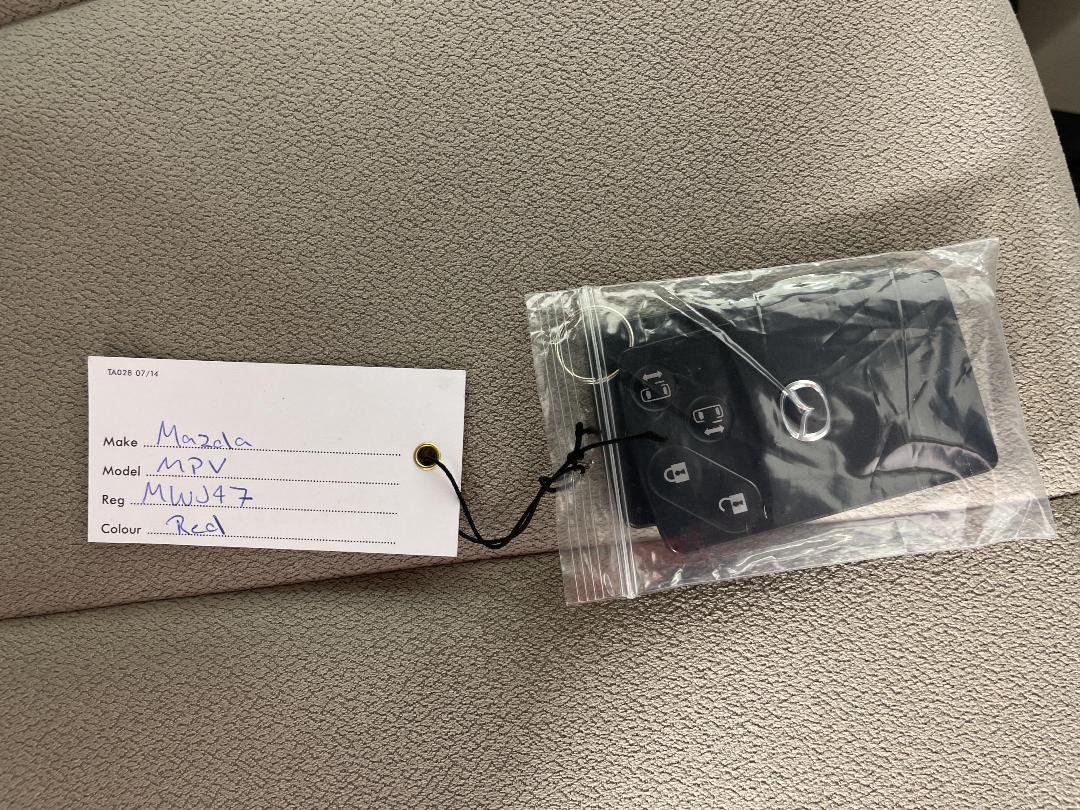 TA028 07/14
Make Mazda
Model MPV
Reg MWJ47
Colour Red